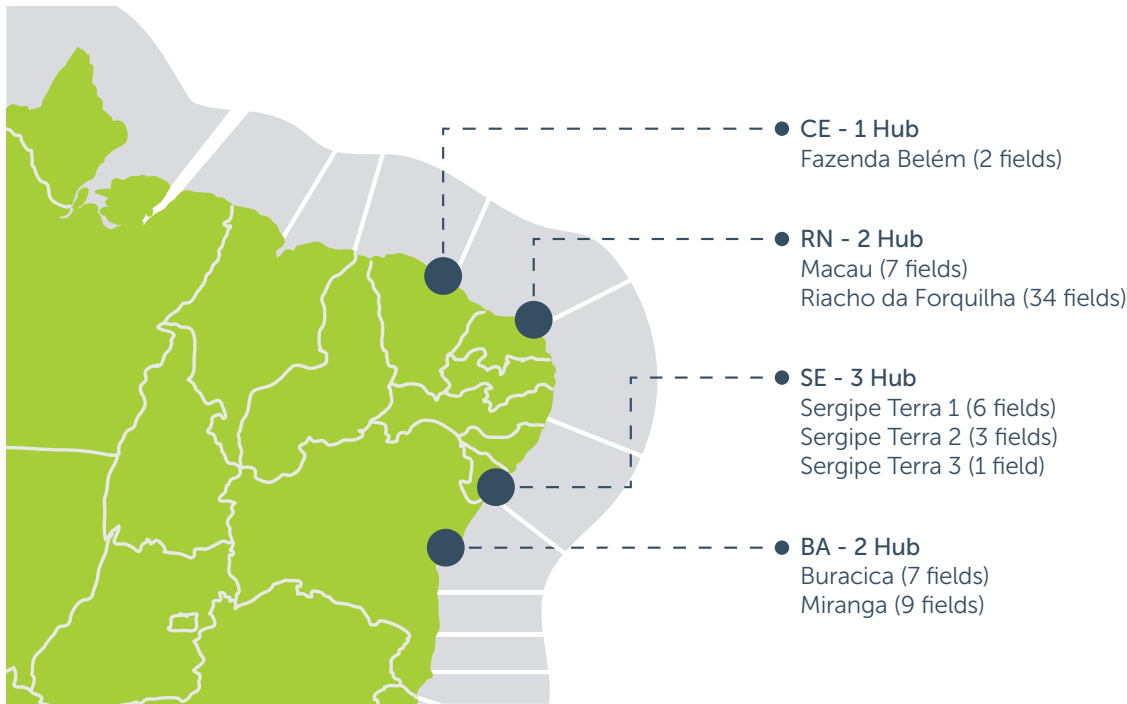 CE - 1 Hub
Fazenda Belém (2 fields)
RN - 2 Hub
Macau (7 fields)
Riacho da Forquilha (34 fields)
SE - 3 Hub
Sergipe Terra 1 (6 fields)
Sergipe Terra 2 (3 fields)
Sergipe Terra 3 (1 field)
BA - 2 Hub
Buracica (7 fields)
Miranga (9 fields)